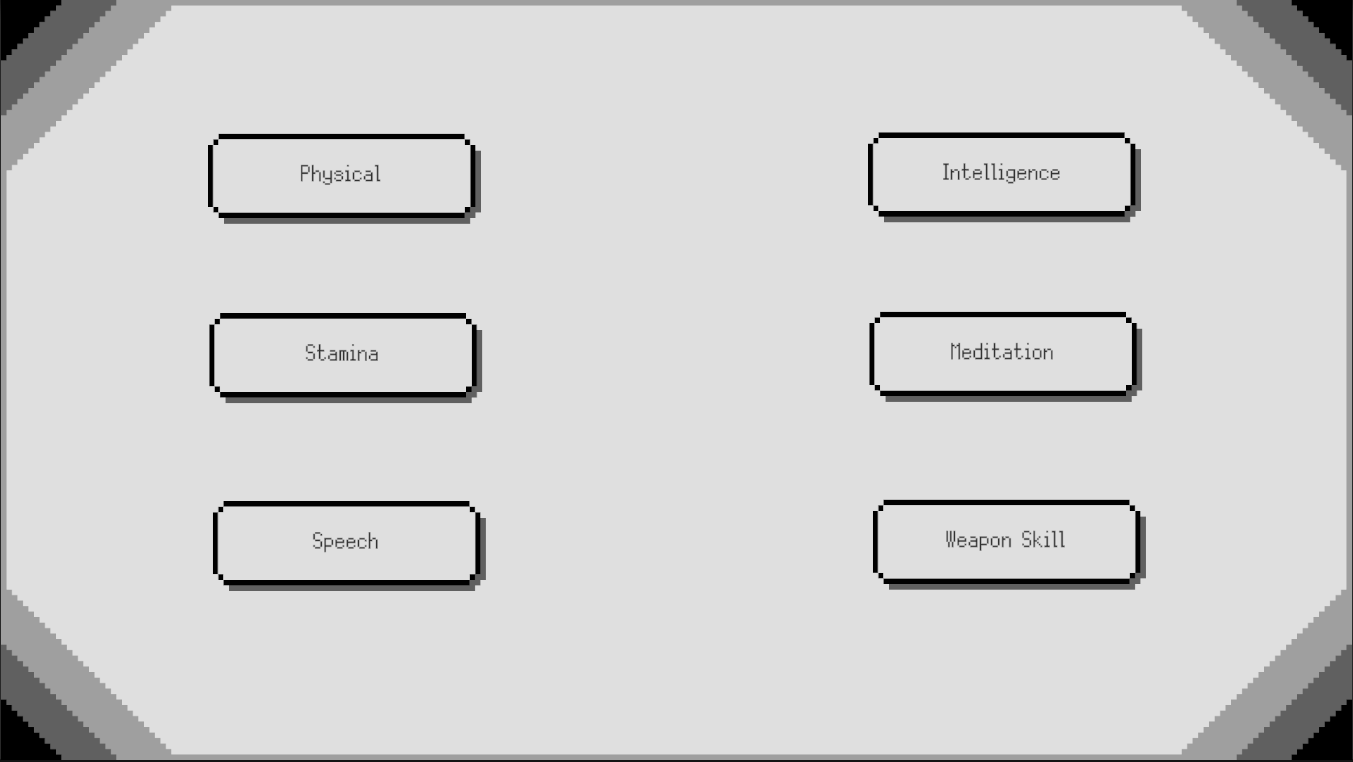 Physical
Intelligence
Stamina
Meditation
Speech
Weapon Skill